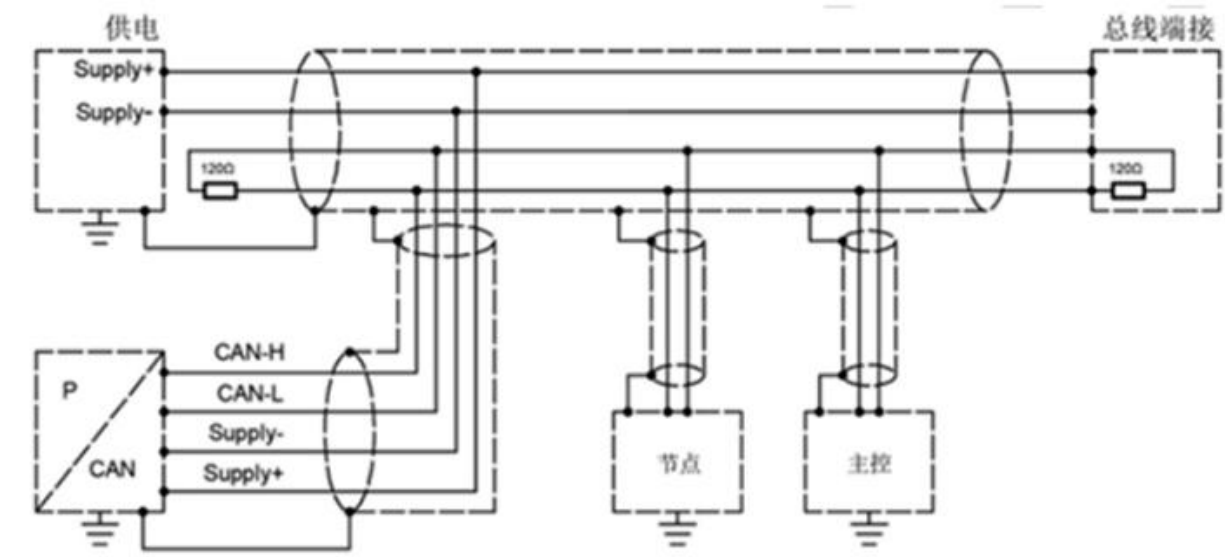 供电
总线端接
Supply+
Supply-
120Ω
120Ω
CAN-H
P
CAN-L
Supply-
CAN
Supply+
节点
主控